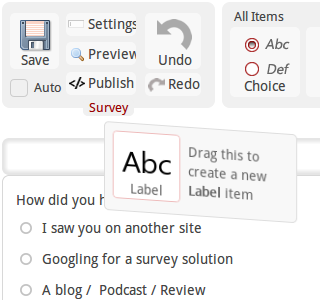 Save
Auto
Settings
Preview
</> Publish
Survey
Undo
Redo
All Items
Abc
Def
Choice
Abc
Label
Drag this to
create a new
Label item
How did you h
I saw you on another site
Googling for a survey solution
A blog / Podcast / Review